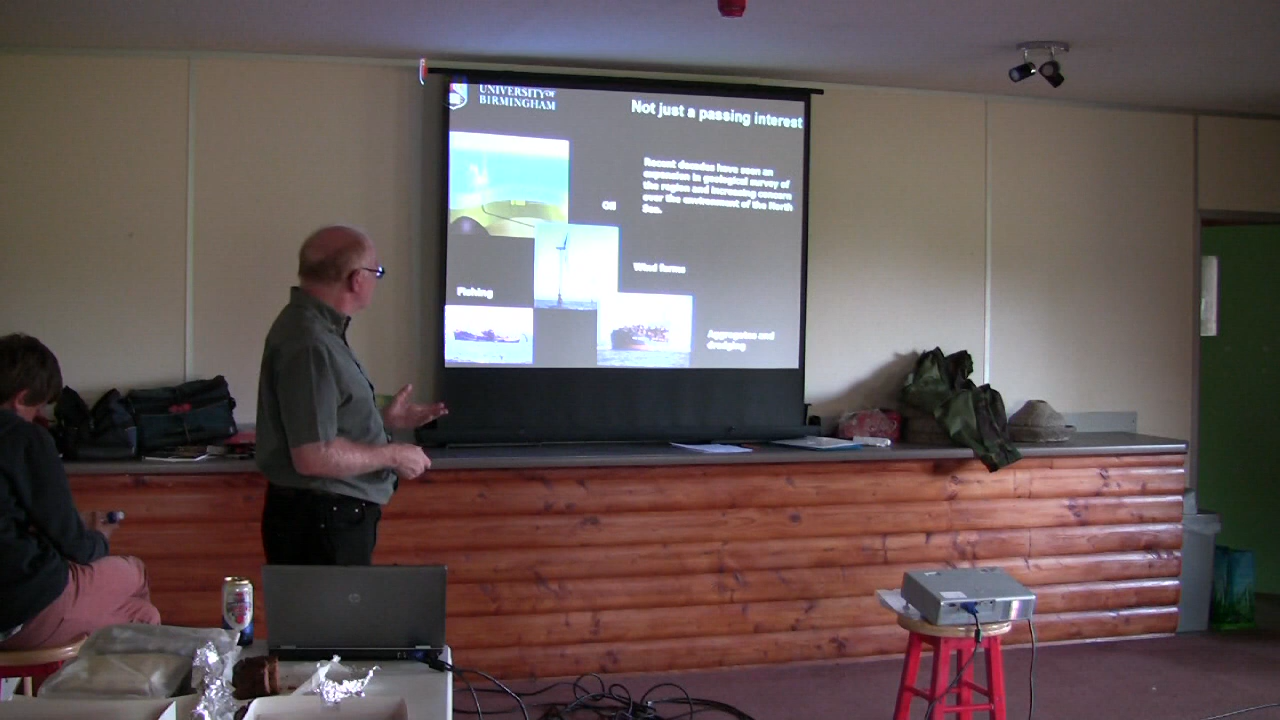 UNIVERSITY OF
BIRMINGHAM
Not just a passing interest
Recent decades have seen an
expansion in geological survey of
the region and increasing concern
over the environment of the North
Sea.
Oil
Wind farms
Fishing
Aggregates and
dredging